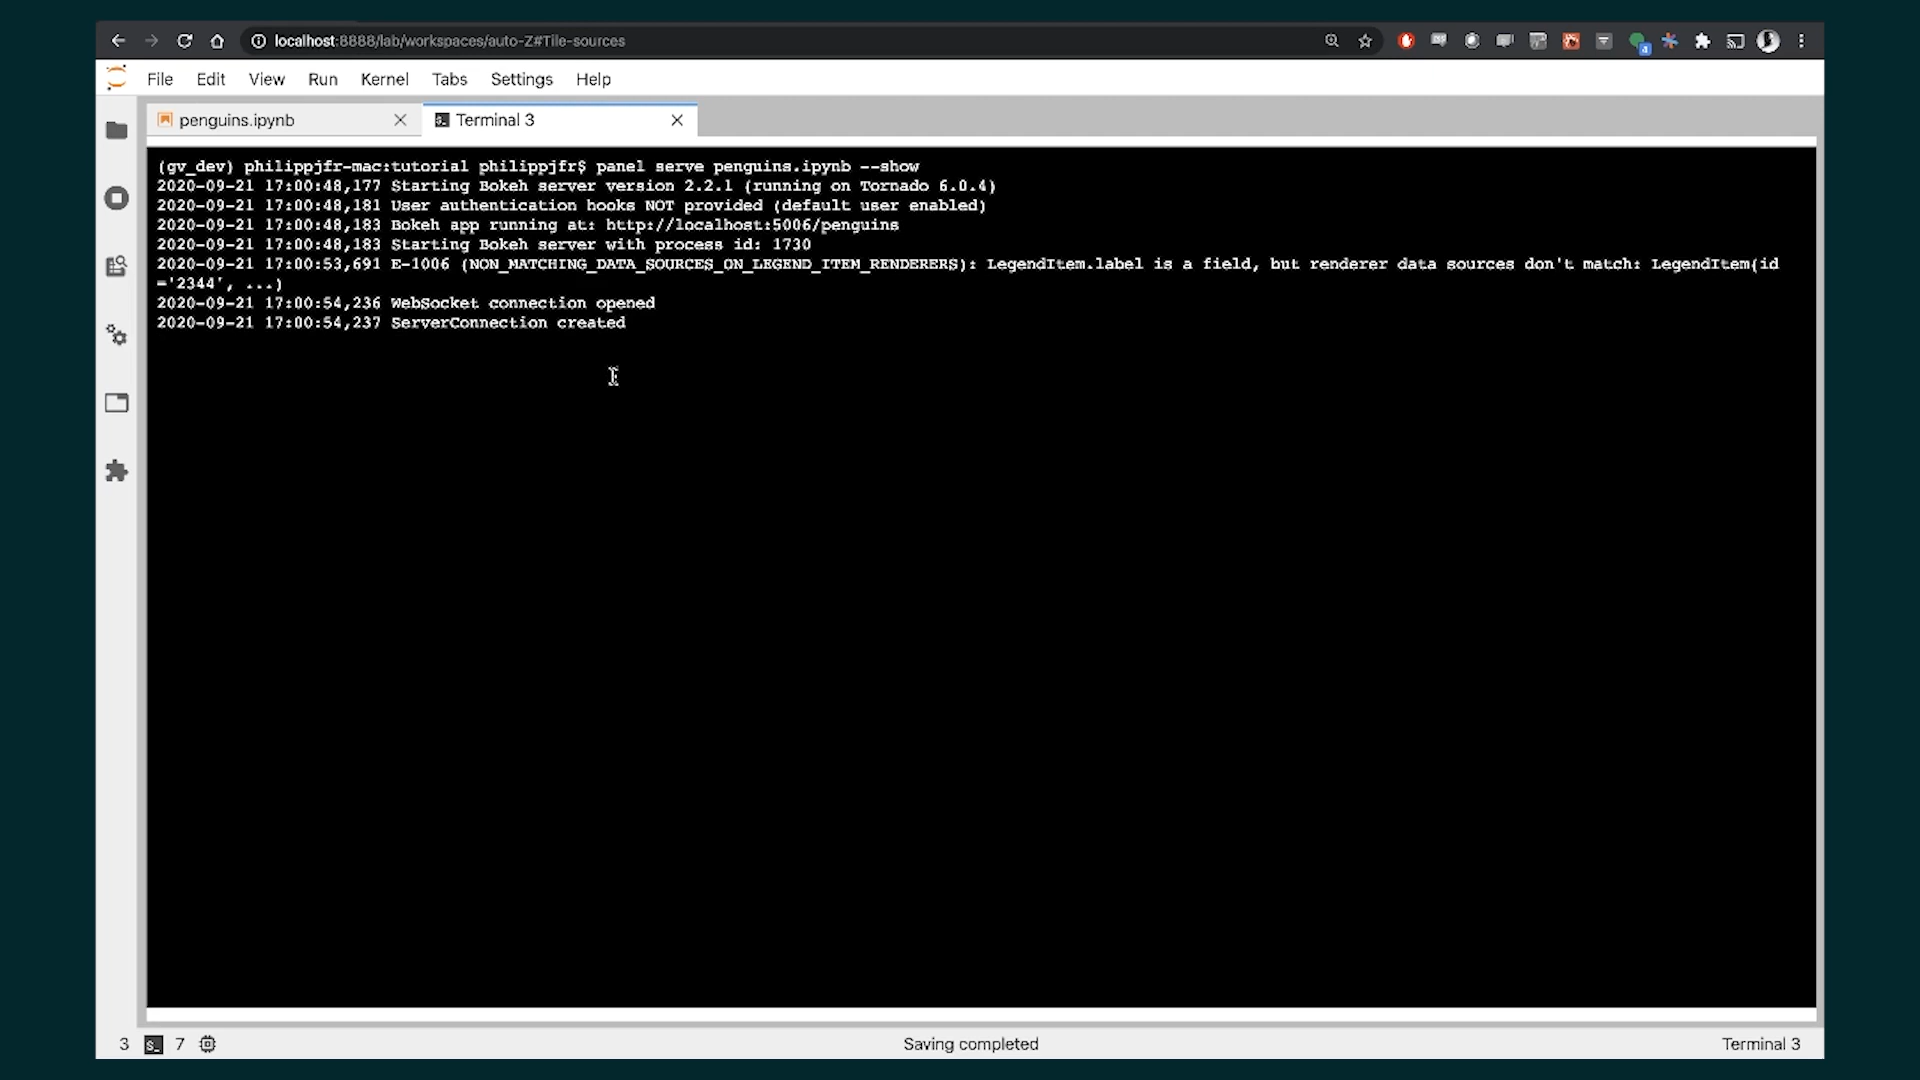 localhost:8888/lab/workspaces/auto-Z#Tile-sources
File Edit View Run Kernel Tabs Settings Help
penguins.ipynb
Terminal 3
(gv_dev) philippjfr-mac:tutorial philippjfr$ panel serve penguins.ipynb --show
2020-09-21 17:00:48,177 Starting Bokeh server version 2.2.1 (running on Tornado 6.0.4)
2020-09-21 17:00:48,181 User authentication hooks NOT provided (default user enabled)
2020-09-21 17:00:48,183 Bokeh app running at: http://localhost:5006/penguins
2020-09-21 17:00:48,183 Starting Bokeh server with process id: 1730
2020-09-21 17:00:53,691 E-1006 (NON_MATCHING_DATA_SOURCES_ON_LEGEND_ITEM_RENDERERS): LegendItem.label is a field, but renderer data sources don't match: LegendItem(id
='2344', ...)
2020-09-21 17:00:54,236 WebSocket connection opened
2020-09-21 17:00:54,237 ServerConnection created
3 $_ 7 Saving completed Terminal 3